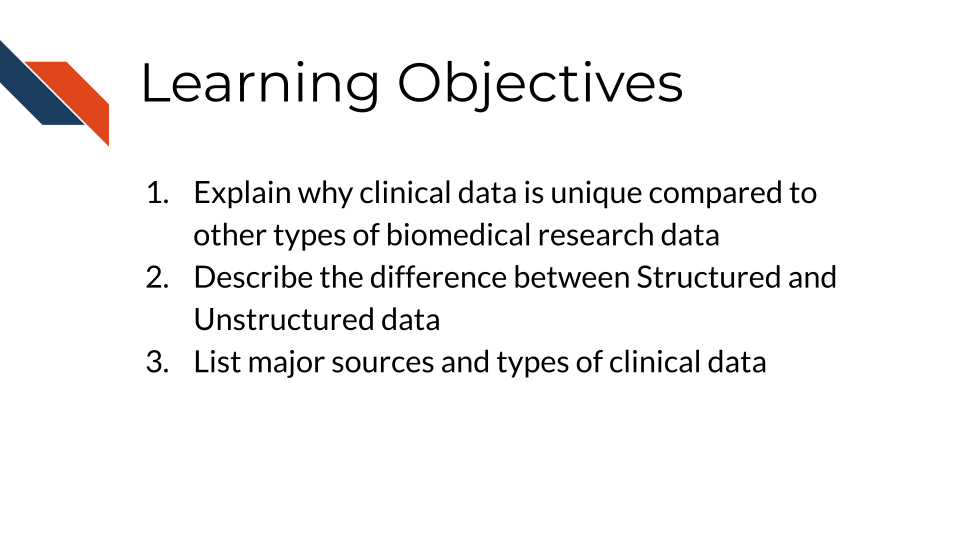 Learning Objectives
1. Explain why clinical data is unique compared to
other types of biomedical research data
2. Describe the difference between Structured and
Unstructured data
3. List major sources and types of clinical data